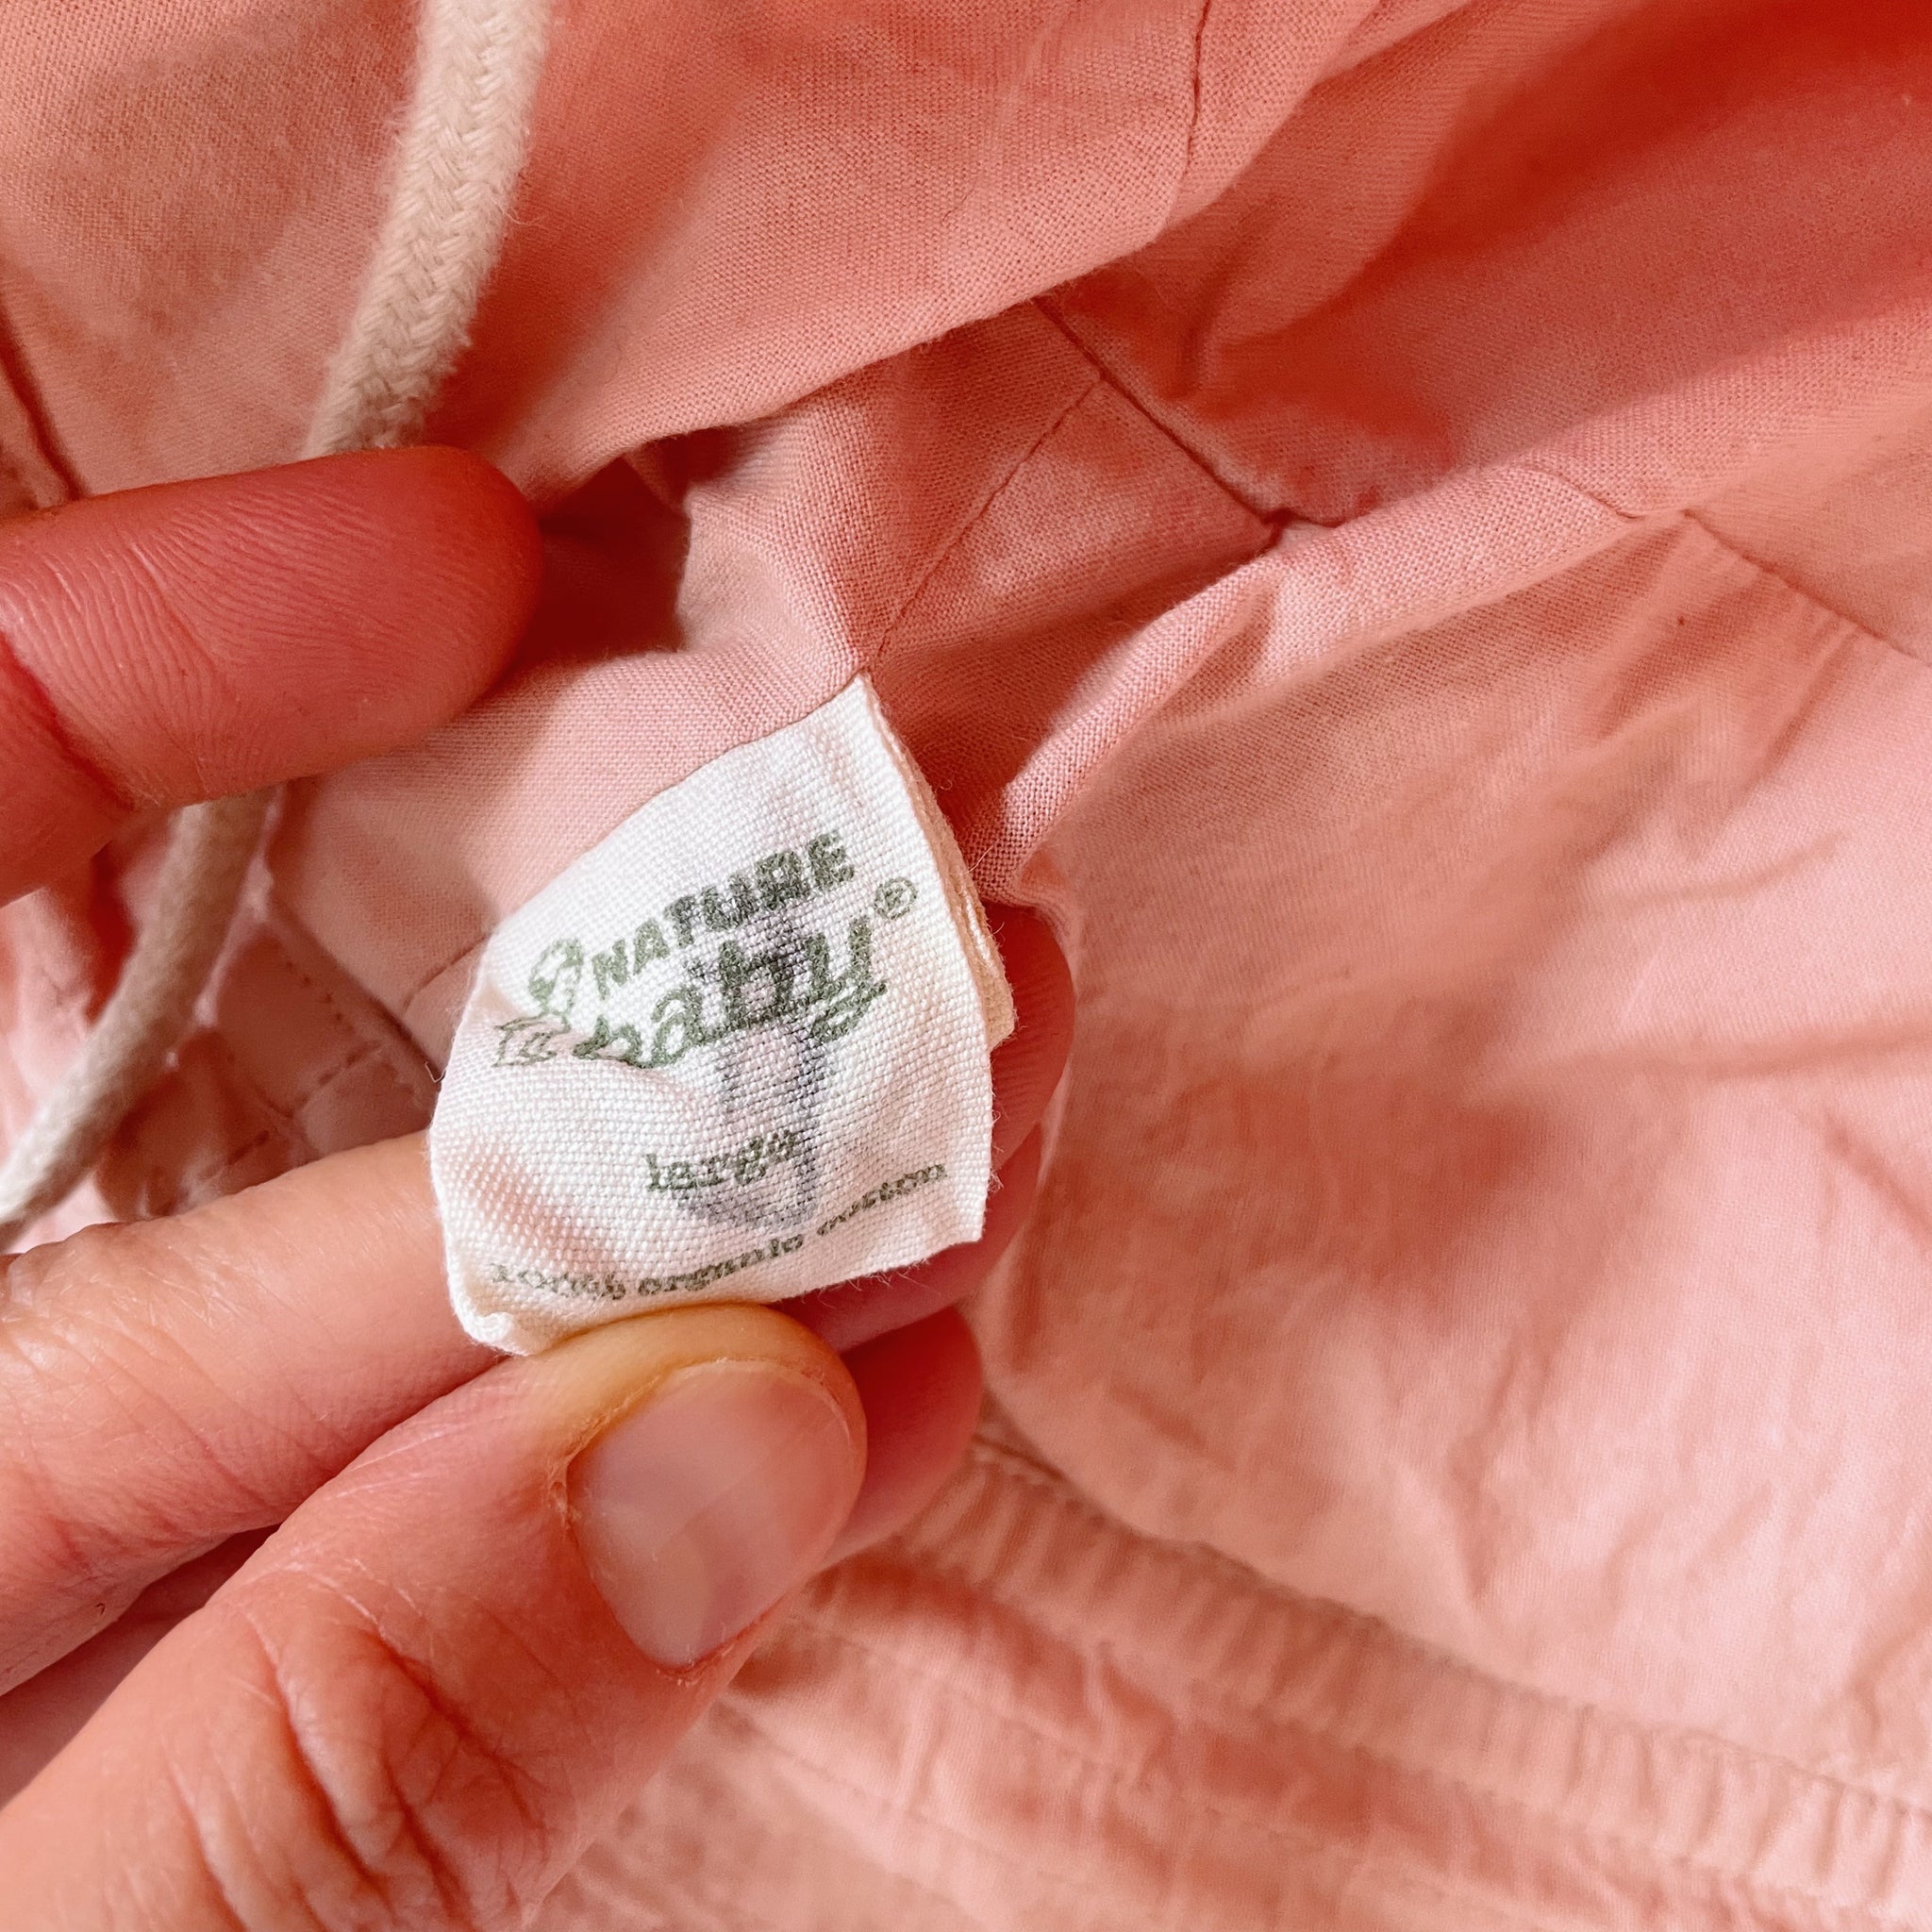 NATURE
baby®
large
100% organic cotton